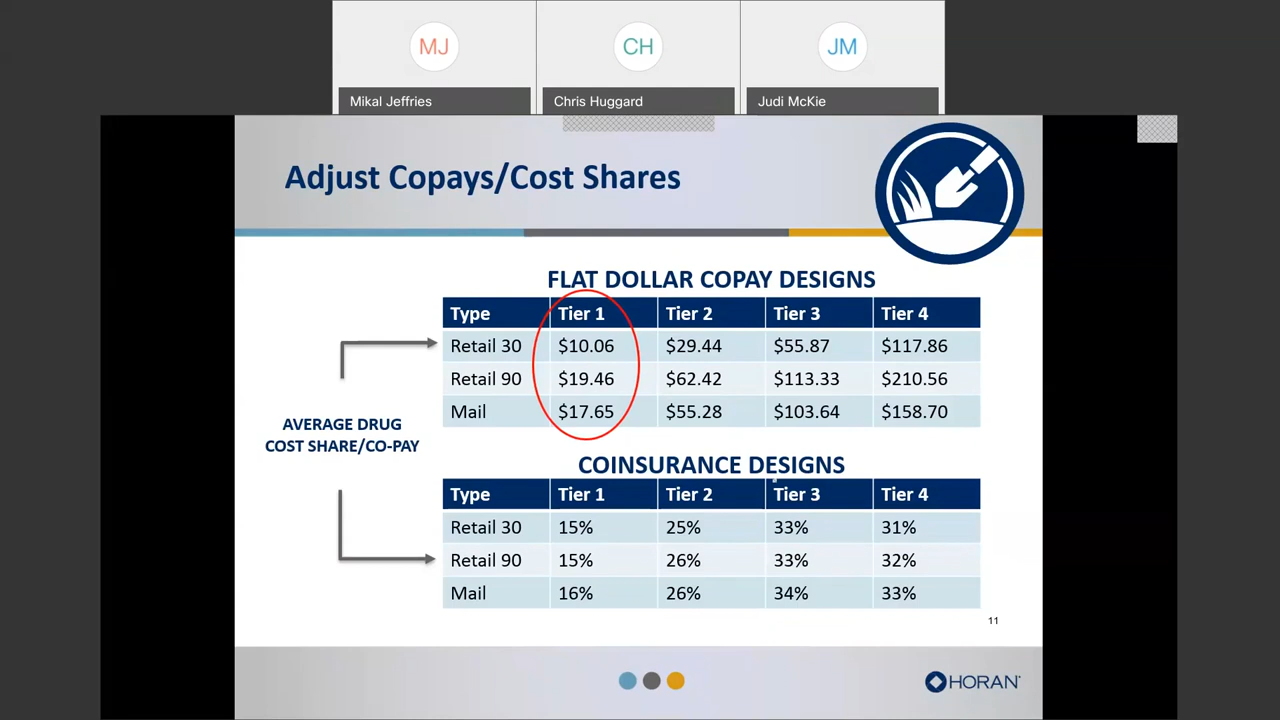 MJ CH JM
Mikal Jeffries Chris Huggard Judi McKie
Adjust Copays/Cost Shares
FLAT DOLLAR COPAY DESIGNS
Type Tier 1 Tier 2 Tier 3 Tier 4
Retail 30 $10.06 $29.44 $55.87 $117.86
Retail 90 $19.46 $62.42 $113.33 $210.56
Mail $17.65 $55.28 $103.64 $158.70
AVERAGE DRUG
COST SHARE/CO-PAY
COINSURANCE DESIGNS
Type Tier 1 Tier 2 Tier 3 Tier 4
Retail 30 15% 25% 33% 31%
Retail 90 15% 26% 33% 32%
Mail 16% 26% 34% 33%
11
HORAN